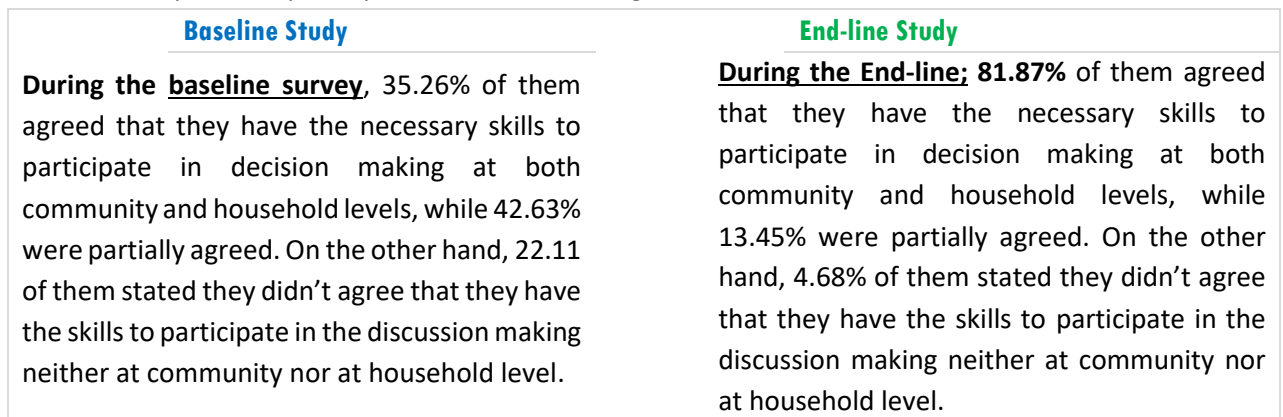 Baseline Study
During the baseline survey, 35.26% of them
agreed that they have the necessary skills to
participate in decision making at both
community and household levels, while 42.63%
were partially agreed. On the other hand, 22.11
of them stated they didn’t agree that they have
the skills to participate in the discussion making
neither at community nor at household level.
End-line Study
During the End-line; 81.87% of them agreed
that they have the necessary skills to
participate in decision making at both
community and household levels, while
13.45% were partially agreed. On the other
hand, 4.68% of them stated they didn’t agree
that they have the skills to participate in the
discussion making neither at community nor
at household level.